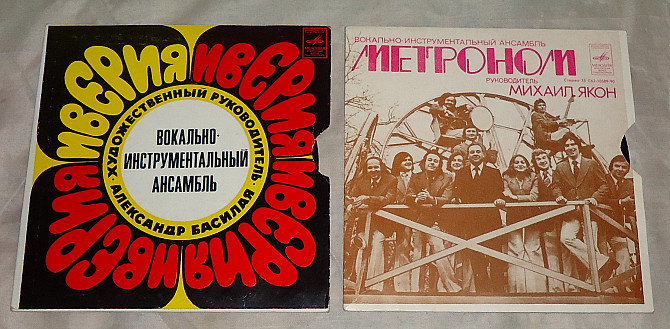 ИВЕРИЯ
ИВЕРИЯ
ИВЕРИЯ
ИВЕРИЯ
ХУДОЖЕСТВЕННЫЙ РУКОВОДИТЕЛЬ
АЛЕКСАНДР БАСИЛАЯ
ВОКАЛЬНО-
ИНСТРУМЕНТАЛЬНЫЙ
АНСАМБЛЬ
ВОКАЛЬНО-ИНСТРУМЕНТАЛЬНЫЙ АНСАМБЛЬ
МЕТРОНОМ
РУКОВОДИТЕЛЬ
МИХАИЛ ЯКОН